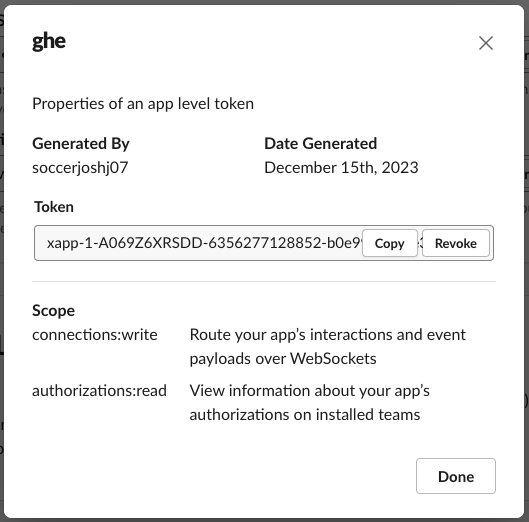 ghe
Properties of an app level token
Generated By
Date Generated
soccerjoshj07
December 15th, 2023
Token
xapp-1-A069Z6XRSDD-6356277128852-b0e9
Copy
Revoke
Scope
connections:write
Route your app's interactions and event
payloads over WebSockets
authorizations:read
View information about your app's
authorizations on installed teams
Done